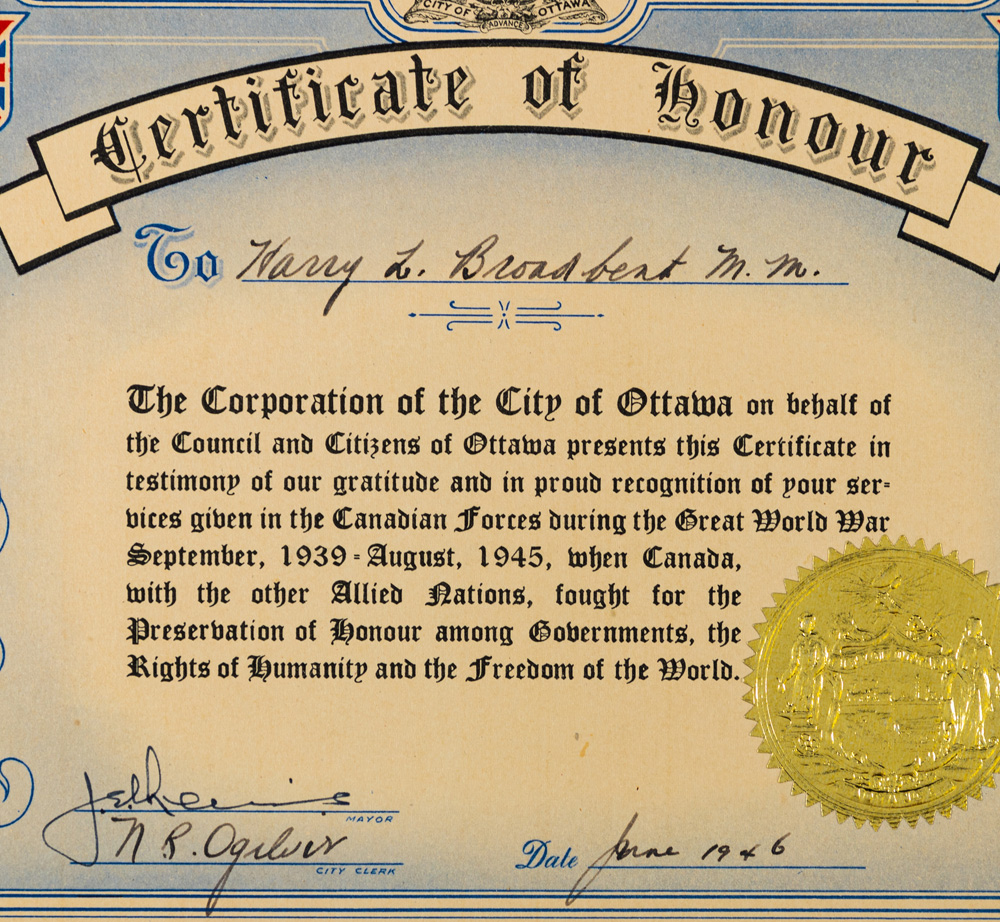 CITY OF OTTAWA
ADVANCE
Certificate of Honour
To Harry L. Broadbent M.M.
The Corporation of the City of Ottawa on behalf of
the Council and Citizens of Ottawa presents this Certificate in
testimony of our gratitude and in proud recognition of your ser-
vices given in the Canadian Forces during the Great World War
September, 1939-August, 1945, when Canada,
with the other Allied Nations, fought for the
Preservation of Honour among Governments, the
Rights of Humanity and the Freedom of the World.
MAYOR
N R. Ogilvie
CITY CLERK
Date June 1946